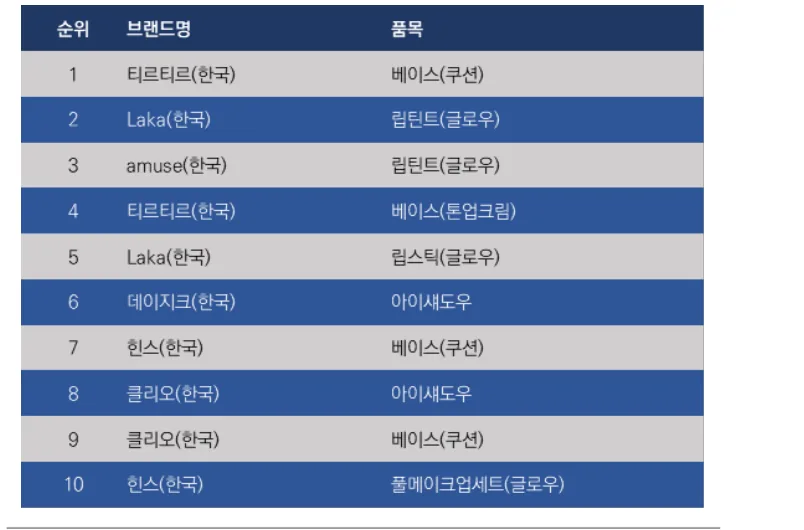 순위 브랜드명 품목
1 티르티르(한국) 베이스(쿠션)
2 Laka(한국) 립틴트(글로우)
3 amuse(한국) 립틴트(글로우)
4 티르티르(한국) 베이스(톤업크림)
5 Laka(한국) 립스틱(글로우)
6 데이지크(한국) 아이섀도우
7 힌스(한국) 베이스(쿠션)
8 클리오(한국) 아이섀도우
9 클리오(한국) 베이스(쿠션)
10 힌스(한국) 풀메이크업세트(글로우)